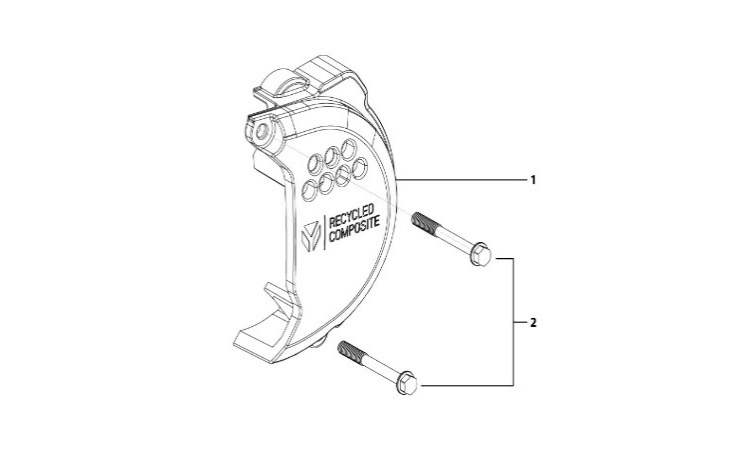 1
RECYCLED
COMPOSITE
2